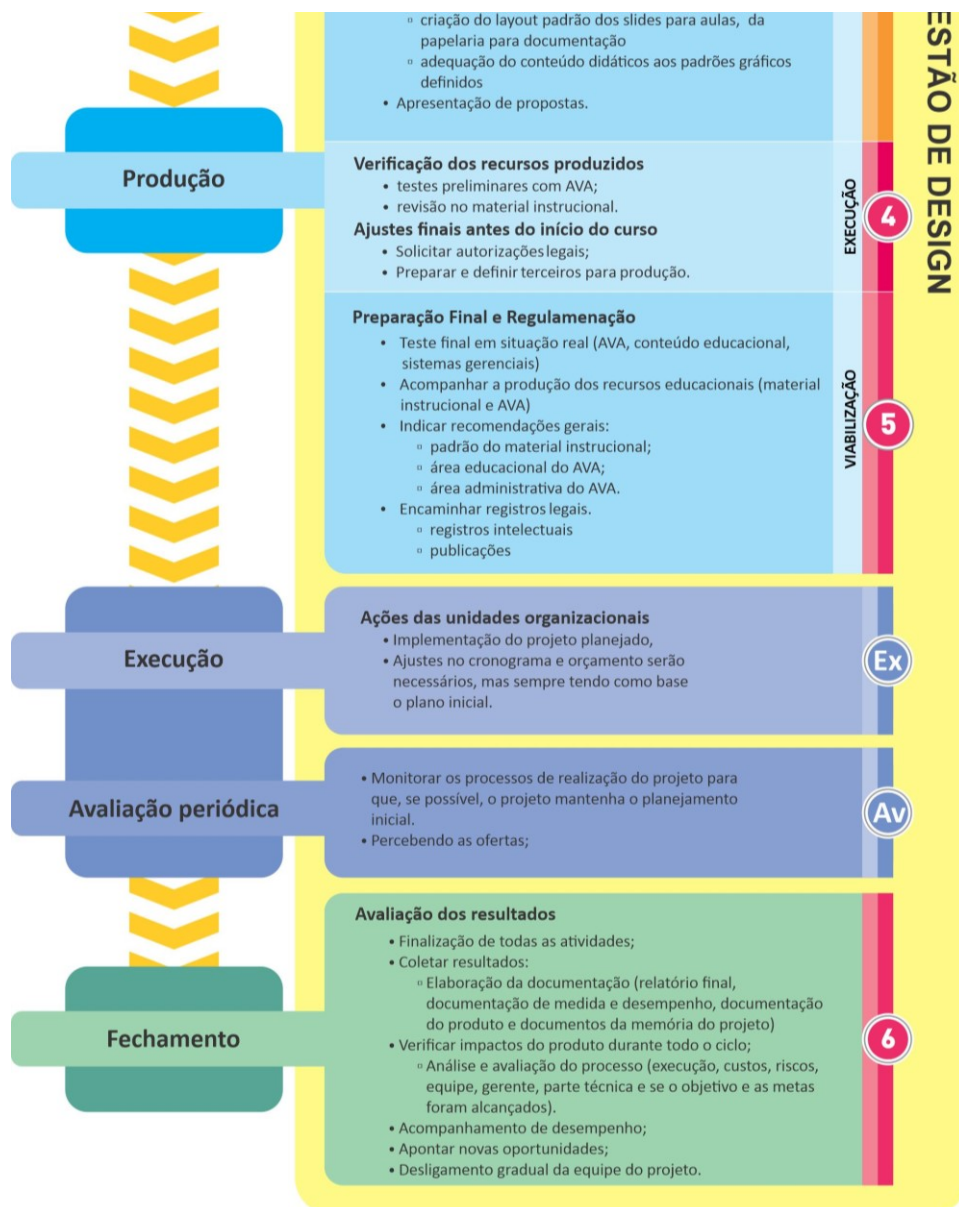 ▫ criação do layout padrão dos slides para aulas, da
papelaria para documentação
▫ adequação do conteúdo didáticos aos padrões gráficos
definidos
• Apresentação de propostas.
Produção
Verificação dos recursos produzidos
• testes preliminares com AVA;
• revisão no material instrucional.
Ajustes finais antes do início do curso
• Solicitar autorizações legais;
• Preparar e definir terceiros para produção.
EXECUÇÃO
4
Preparação Final e Regulamenação
• Teste final em situação real (AVA, conteúdo educacional,
sistemas gerenciais)
• Acompanhar a produção dos recursos educacionais (material
instrucional e AVA)
• Indicar recomendações gerais:
▫ padrão do material instrucional;
▫ área educacional do AVA;
▫ área administrativa do AVA.
• Encaminhar registros legais.
▫ registros intelectuais
▫ publicações
VIABILIZAÇÃO
5
Execução
Ações das unidades organizacionais
• Implementação do projeto planejado,
• Ajustes no cronograma e orçamento serão
necessários, mas sempre tendo como base
o plano inicial.
Ex
Avaliação periódica
• Monitorar os processos de realização do projeto para
que, se possível, o projeto mantenha o planejamento
inicial.
• Percebendo as ofertas;
Av
Fechamento
Avaliação dos resultados
• Finalização de todas as atividades;
• Coletar resultados:
▫ Elaboração da documentação (relatório final,
documentação de medida e desempenho, documentação
do produto e documentos da memória do projeto)
• Verificar impactos do produto durante todo o ciclo;
▫ Análise e avaliação do processo (execução, custos, riscos,
equipe, gerente, parte técnica e se o objetivo e as metas
foram alcançados).
• Acompanhamento de desempenho;
• Apontar novas oportunidades;
• Desligamento gradual da equipe do projeto.
6
ESTÃO DE DESIGN